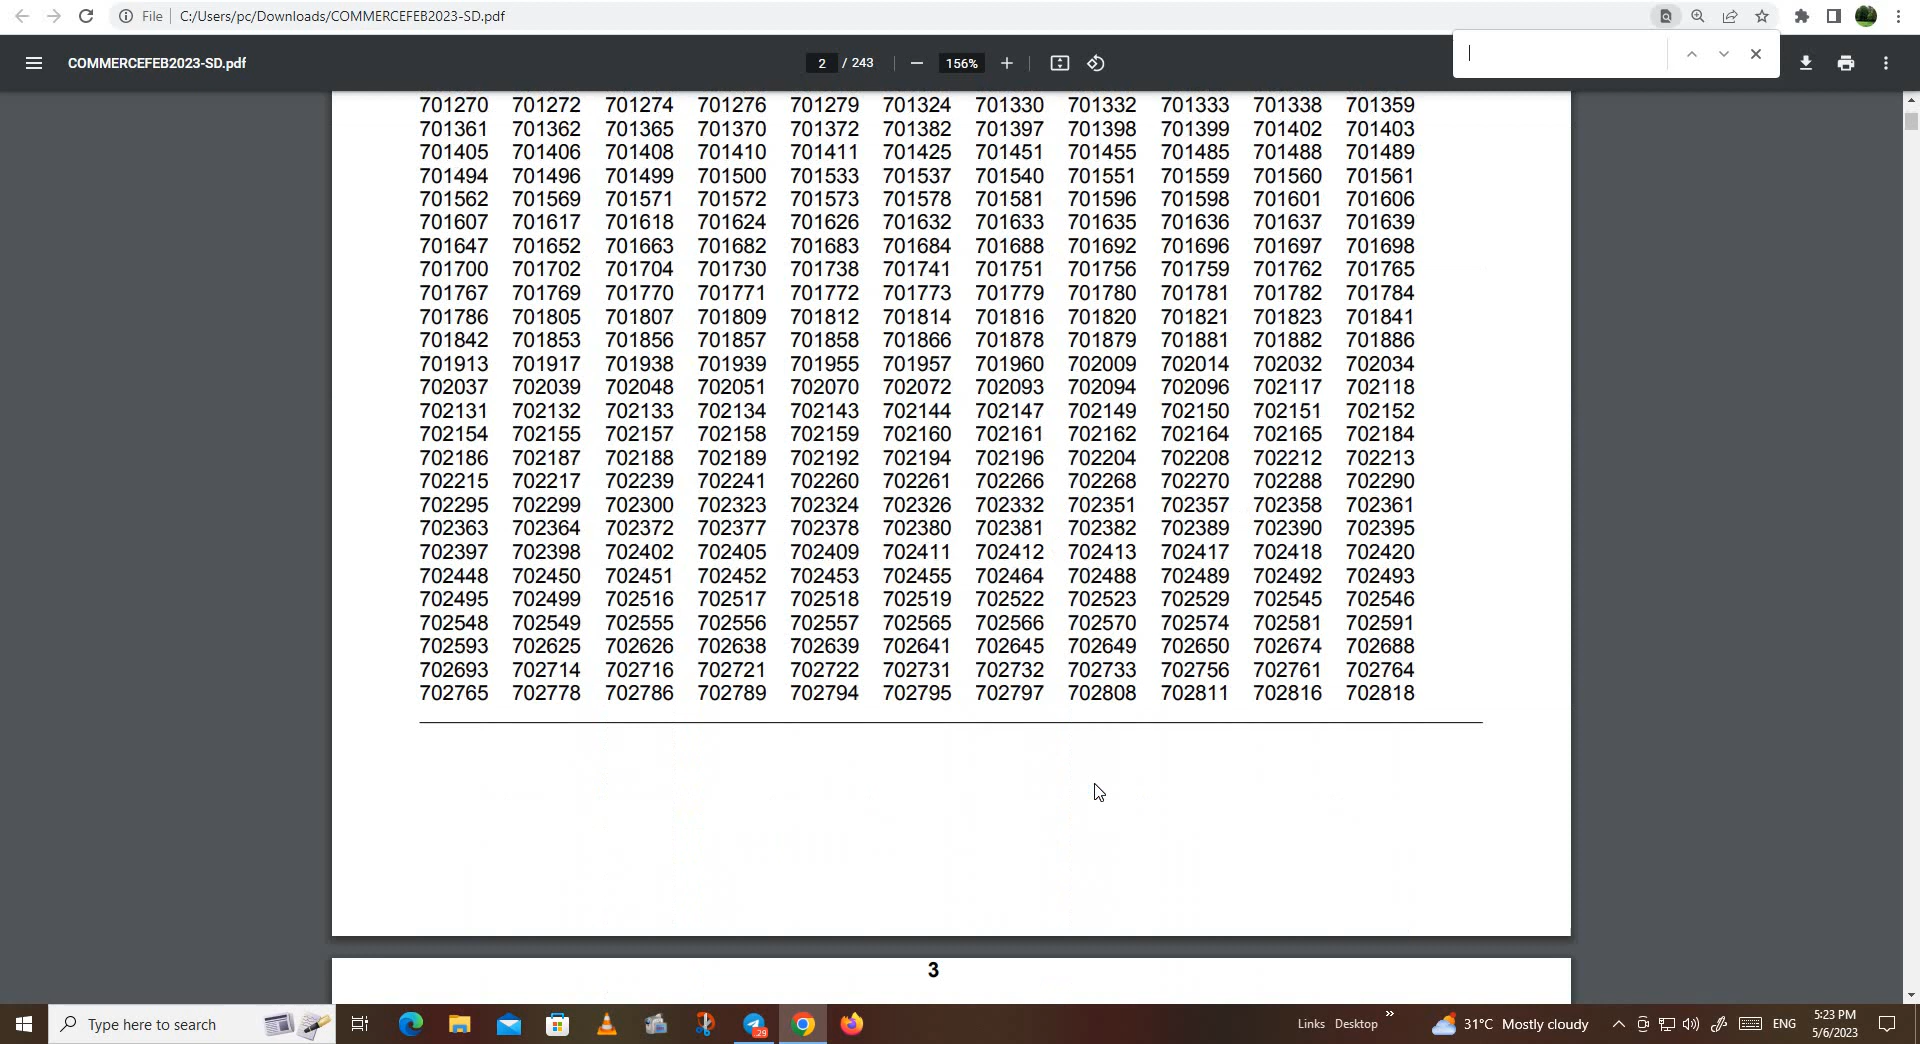 File C:/Users/pc/Downloads/COMMERCEFEB2023-SD.pdf
COMMERCEFEB2023-SD.pdf 2 / 243 156%
701270 701272 701274 701276 701279 701324 701330 701332 701333 701338 701359
701361 701362 701365 701370 701372 701382 701397 701398 701399 701402 701403
701405 701406 701408 701410 701411 701425 701451 701455 701485 701488 701489
701494 701496 701499 701500 701533 701537 701540 701551 701559 701560 701561
701562 701569 701571 701572 701573 701578 701581 701596 701598 701601 701606
701607 701617 701618 701624 701626 701632 701633 701635 701636 701637 701639
701647 701652 701663 701682 701683 701684 701688 701692 701696 701697 701698
701700 701702 701704 701730 701738 701741 701751 701756 701759 701762 701765
701767 701769 701770 701771 701772 701773 701779 701780 701781 701782 701784
701786 701805 701807 701809 701812 701814 701816 701820 701821 701823 701841
701842 701853 701856 701857 701858 701866 701878 701879 701881 701882 701886
701913 701917 701938 701939 701955 701957 701960 702009 702014 702032 702034
702037 702039 702048 702051 702070 702072 702093 702094 702096 702117 702118
702131 702132 702133 702134 702143 702144 702147 702149 702150 702151 702152
702154 702155 702157 702158 702159 702160 702161 702162 702164 702165 702184
702186 702187 702188 702189 702192 702194 702196 702204 702208 702212 702213
702215 702217 702239 702241 702260 702261 702266 702268 702270 702288 702290
702295 702299 702300 702323 702324 702326 702332 702351 702357 702358 702361
702363 702364 702372 702377 702378 702380 702381 702382 702389 702390 702395
702397 702398 702402 702405 702409 702411 702412 702413 702417 702418 702420
702448 702450 702451 702452 702453 702455 702464 702488 702489 702492 702493
702495 702499 702516 702517 702518 702519 702522 702523 702529 702545 702546
702548 702549 702555 702556 702557 702565 702566 702570 702574 702581 702591
702593 702625 702626 702638 702639 702641 702645 702649 702650 702674 702688
702693 702714 702716 702721 702722 702731 702732 702733 702756 702761 702764
702765 702778 702786 702789 702794 702795 702797 702808 702811 702816 702818
3
Type here to search 29 Links Desktop » 31°C Mostly cloudy ENG 5:23 PM
5/6/2023